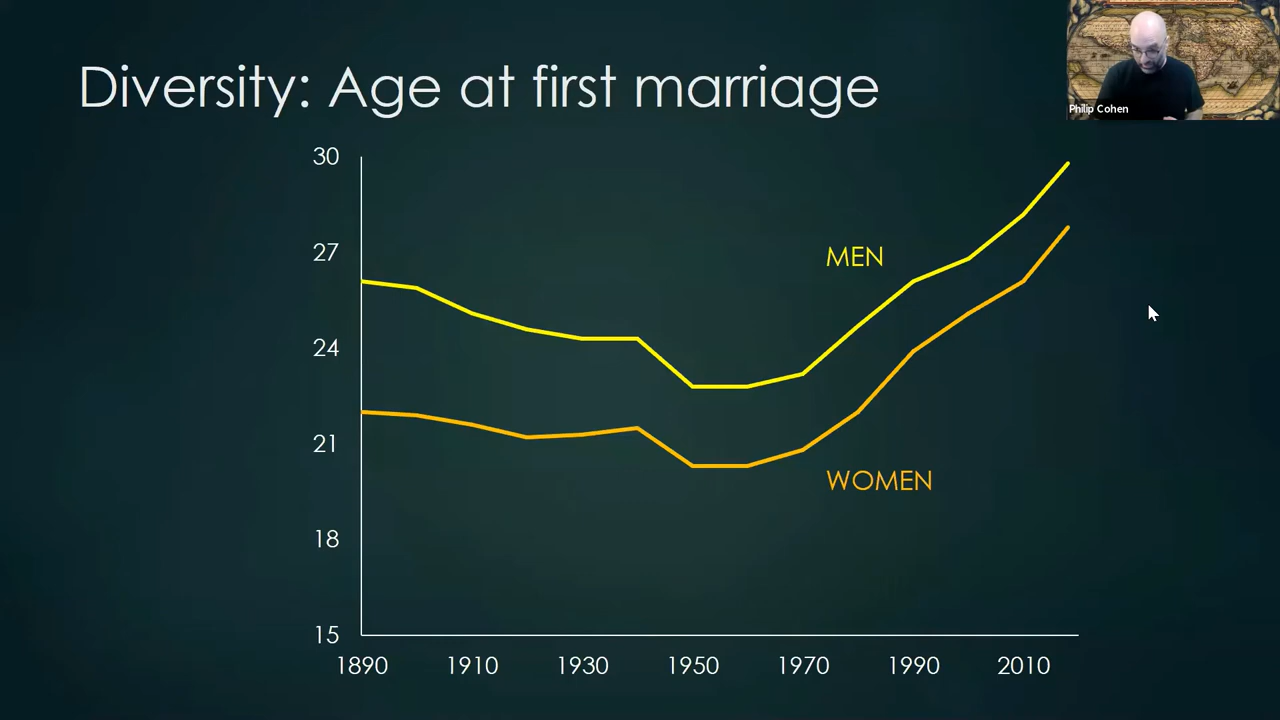 Diversity: Age at first marriage
Philip Cohen
30
27
MEN
24
21
WOMEN
18
15
1890 1910 1930 1950 1970 1990 2010